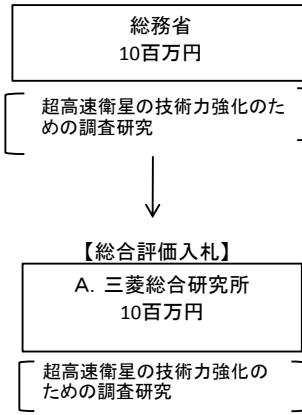 総務省
10百万円
超高速衛星の技術力強化のた
めの調査研究
【総合評価入札】
A. 三菱総合研究所
10百万円
超高速衛星の技術力強化の
ための調査研究